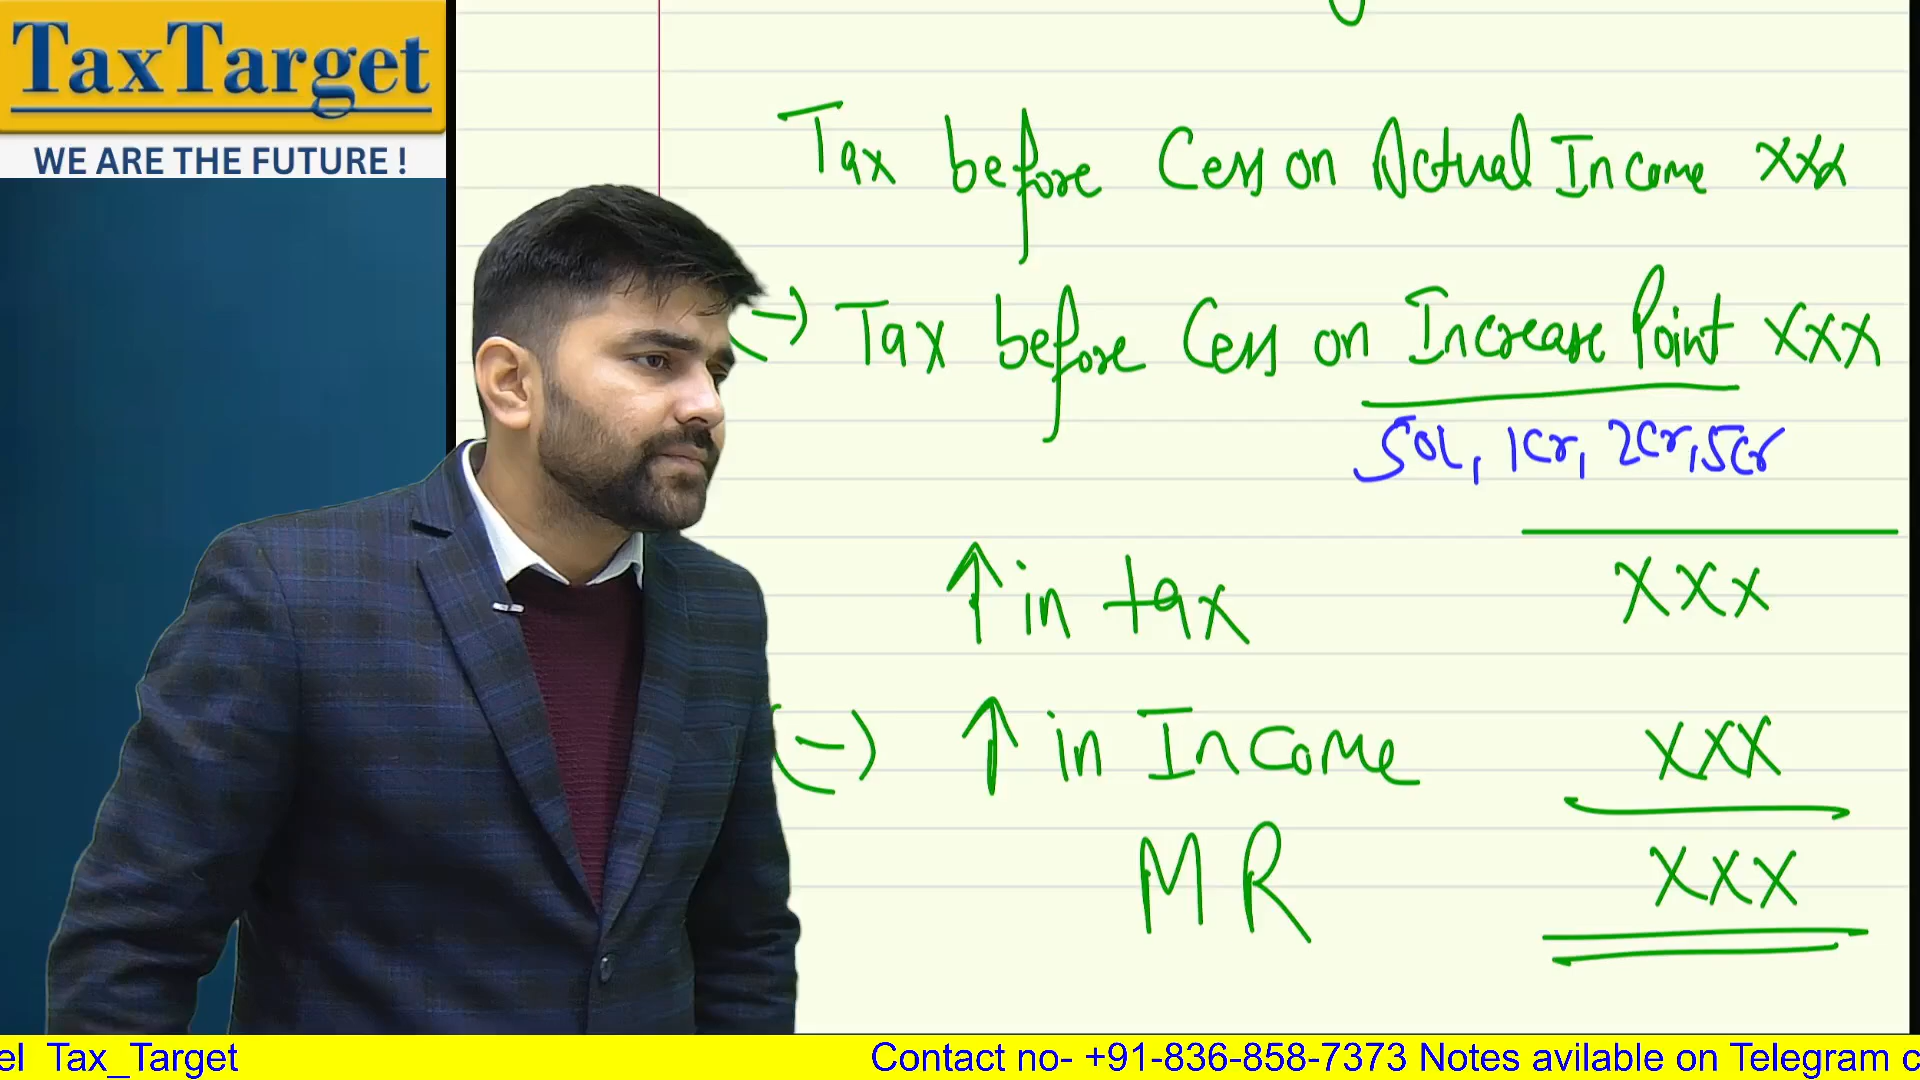 TaxTarget
WE ARE THE FUTURE !
Tax before Cess on Actual Income xxx
(-) Tax before Cess on Increase Point xxx
50L, 1Cr, 2Cr, 5Cr
↑ in tax xxx
(-) ↑ in Income xxx
MR xxx
el Tax_Target Contact no- +91-836-858-7373 Notes avilable on Telegram c